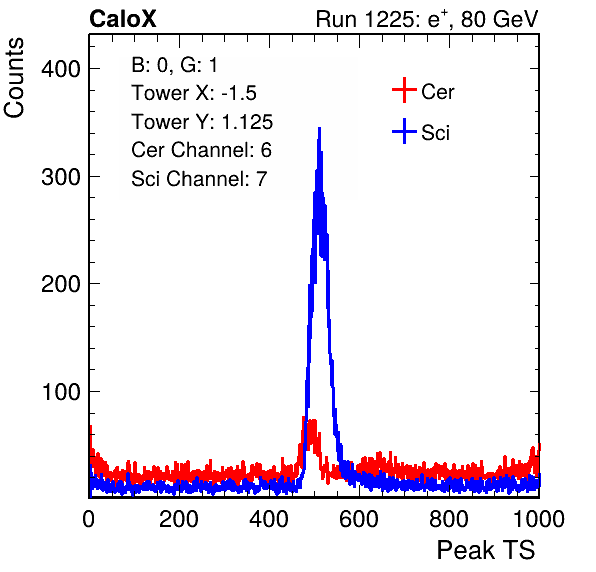 CaloX Run 1225: e⁺, 80 GeV
Counts
B: 0, G: 1
Tower X: -1.5
Tower Y: 1.125
Cer Channel: 6
Sci Channel: 7
Cer
Sci
400
300
200
100
0 200 400 600 800 1000
Peak TS